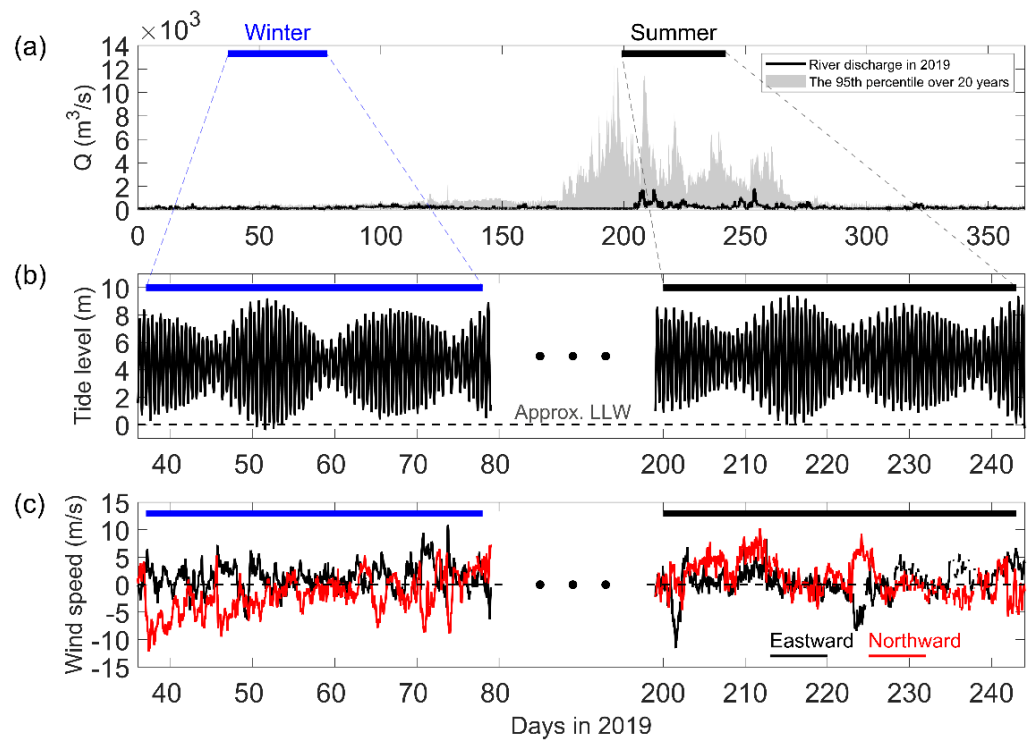 (a)
×10³
Winter
Summer
14
12
10
8
6
4
2
0
Q (m³/s)
River discharge in 2019
The 95th percentile over 20 years
0 50 100 150 200 250 300 350
(b)
10
8
6
4
2
0
Tide level (m)
Approx. LLW
40 50 60 70 80 200 210 220 230 240
(c)
15
10
5
0
-5
-10
-15
Wind speed (m/s)
Eastward Northward
40 50 60 70 80 200 210 220 230 240
Days in 2019